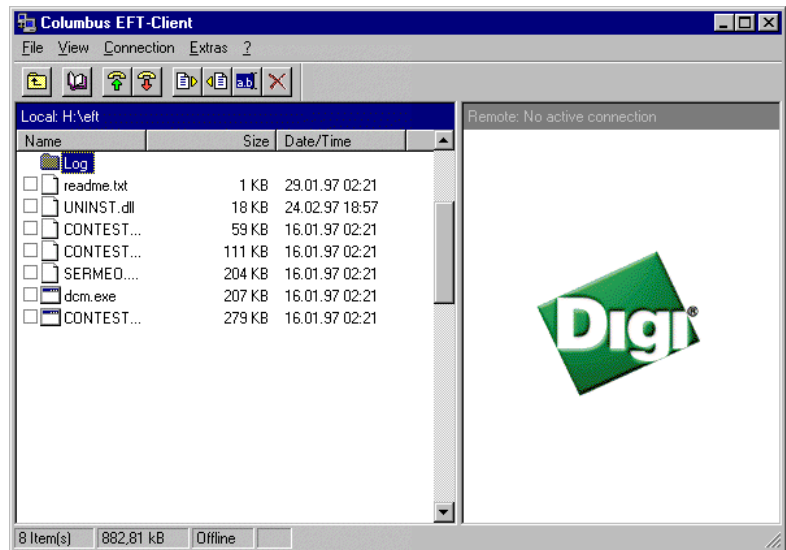 Columbus EFT-Client
File View Connection Extras ?
a.b.
Local: H:\eft
Remote: No active connection
Name Size Date/Time
Log
readme.txt 1 KB 29.01.97 02:21
UNINST.dll 18 KB 24.02.97 18:57
CONTEST... 59 KB 16.01.97 02:21
CONTEST... 111 KB 16.01.97 02:21
SERMEO.... 204 KB 16.01.97 02:21
dcm.exe 207 KB 16.01.97 02:21
CONTEST... 279 KB 16.01.97 02:21
Digi®
8 Item(s) 882,81 kB Offline